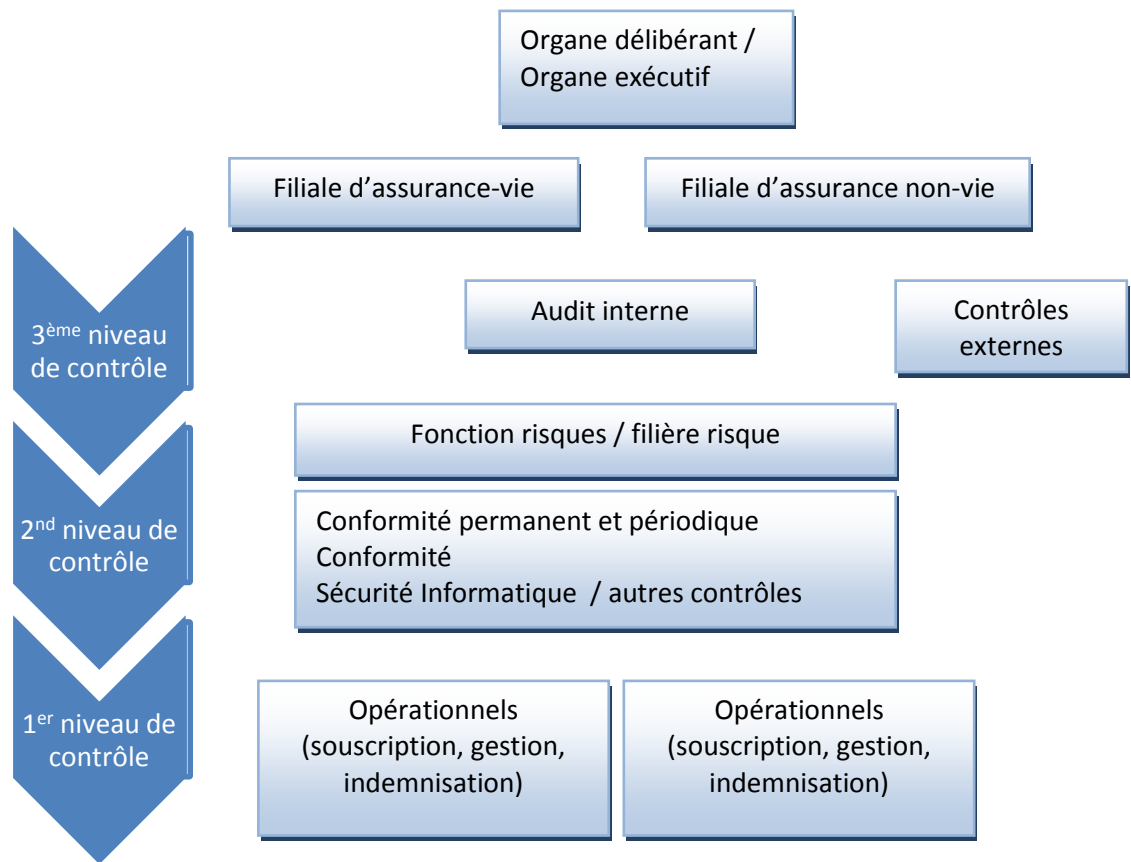 Organe délibérant /
Organe exécutif
Filiale d'assurance-vie
Filiale d'assurance non-vie
3ème niveau
de contrôle
Audit interne
Contrôles
externes
Fonction risques / filière risque
2nd niveau de
contrôle
Conformité permanent et périodique
Conformité
Sécurité Informatique / autres contrôles
1er niveau de
contrôle
Opérationnels
(souscription, gestion,
indemnisation)
Opérationnels
(souscription, gestion,
indemnisation)